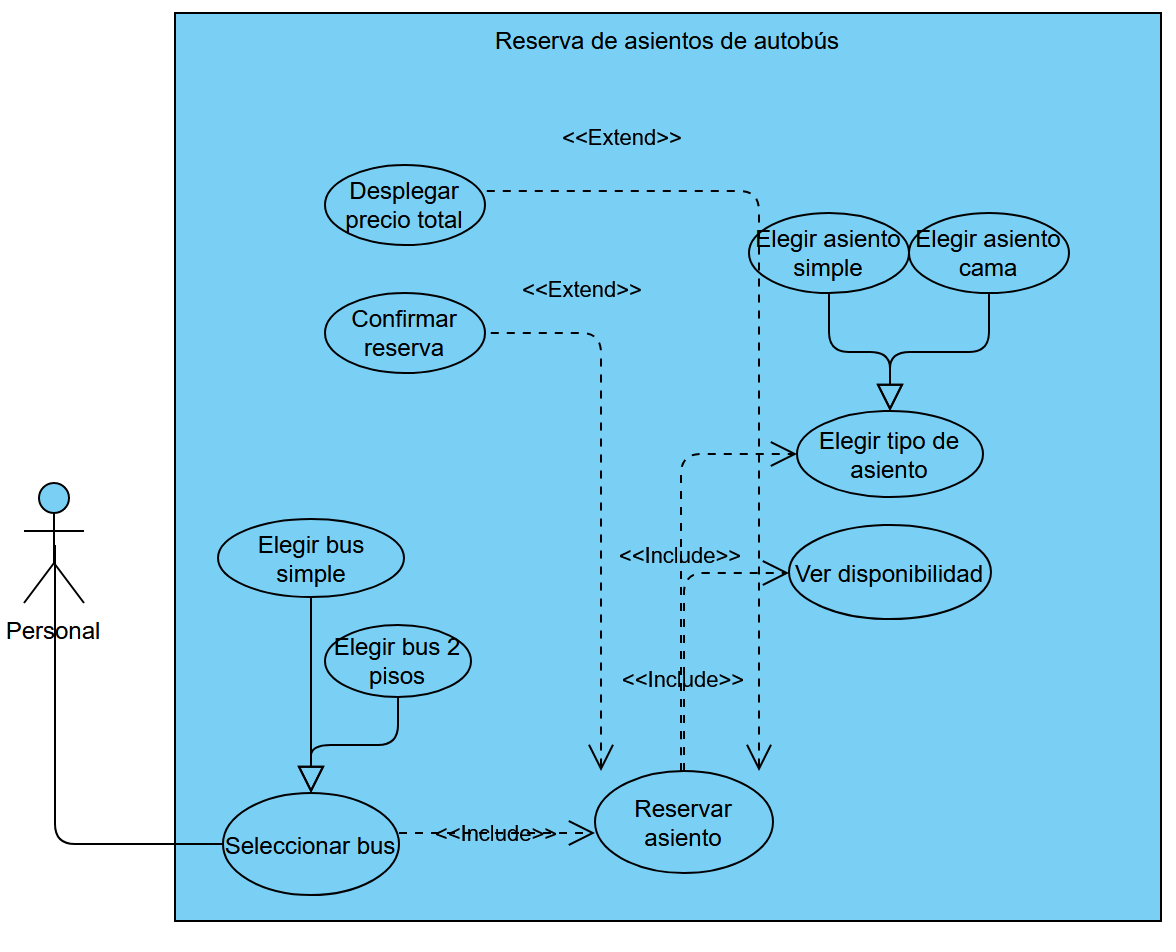 Reserva de asientos de autobús
<<Extend>>
Desplegar
precio total
Elegir asiento
simple
Elegir asiento
cama
<<Extend>>
Confirmar
reserva
Elegir tipo de
asiento
Elegir bus
simple
<<Include>>
Ver disponibilidad
Personal
Elegir bus 2
pisos
<<Include>>
Reservar
asiento
Seleccionar bus
<<Include>>